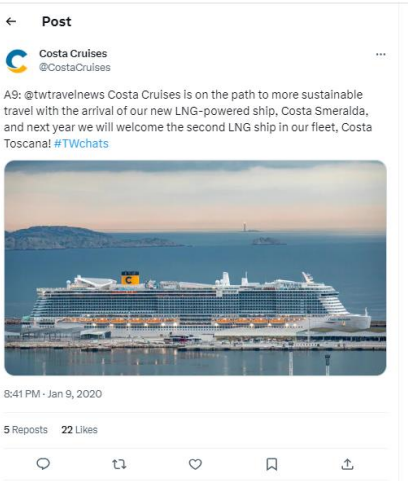 Post
Costa Cruises
@CostaCruises
A9: @twtravelnews Costa Cruises is on the path to more sustainable
travel with the arrival of our new LNG-powered ship, Costa Smeralda,
and next year we will welcome the second LNG ship in our fleet, Costa
Toscana! #TWchats
C
8:41 PM · Jan 9, 2020
5 Reposts 22 Likes